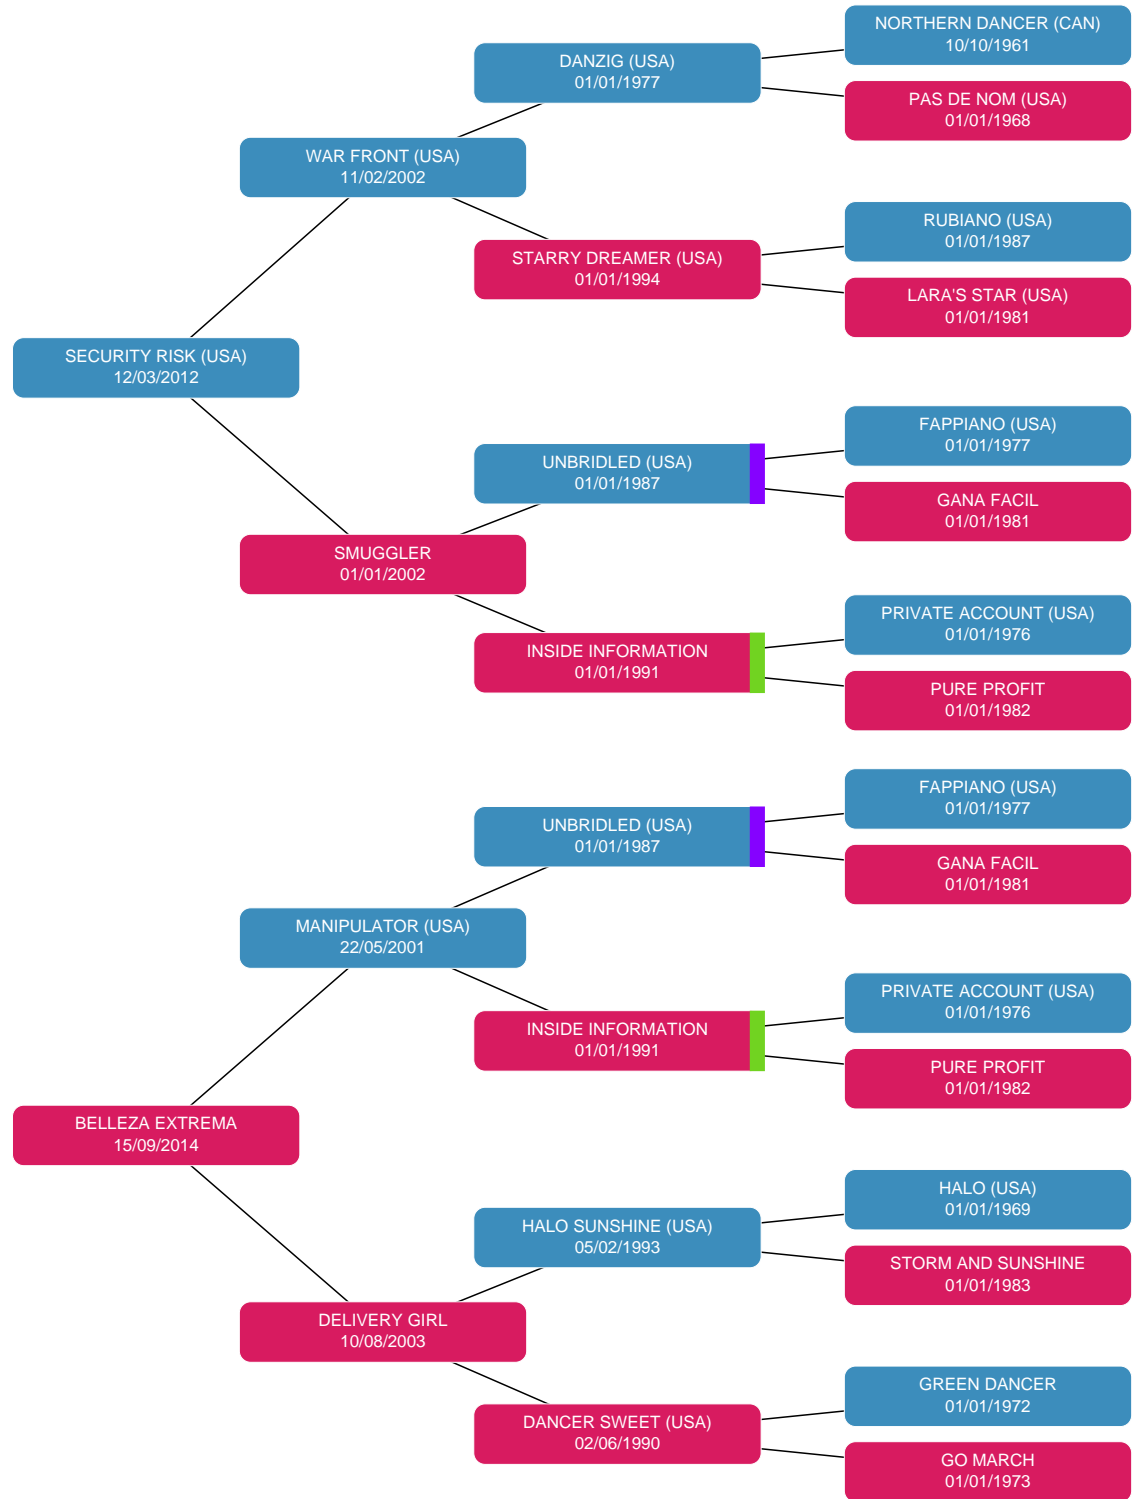 NORTHERN DANCER (CAN)
10/10/1961
DANZIG (USA)
01/01/1977
PAS DE NOM (USA)
01/01/1968
WAR FRONT (USA)
11/02/2002
RUBIANO (USA)
01/01/1987
STARRY DREAMER (USA)
01/01/1994
LARA'S STAR (USA)
01/01/1981
SECURITY RISK (USA)
12/03/2012
FAPPIANO (USA)
01/01/1977
UNBRIDLED (USA)
01/01/1987
GANA FACIL
01/01/1981
SMUGGLER
01/01/2002
PRIVATE ACCOUNT (USA)
01/01/1976
INSIDE INFORMATION
01/01/1991
PURE PROFIT
01/01/1982
FAPPIANO (USA)
01/01/1977
UNBRIDLED (USA)
01/01/1987
GANA FACIL
01/01/1981
MANIPULATOR (USA)
22/05/2001
PRIVATE ACCOUNT (USA)
01/01/1976
INSIDE INFORMATION
01/01/1991
PURE PROFIT
01/01/1982
BELLEZA EXTREMA
15/09/2014
HALO (USA)
01/01/1969
HALO SUNSHINE (USA)
05/02/1993
STORM AND SUNSHINE
01/01/1983
DELIVERY GIRL
10/08/2003
GREEN DANCER
01/01/1972
DANCER SWEET (USA)
02/06/1990
GO MARCH
01/01/1973